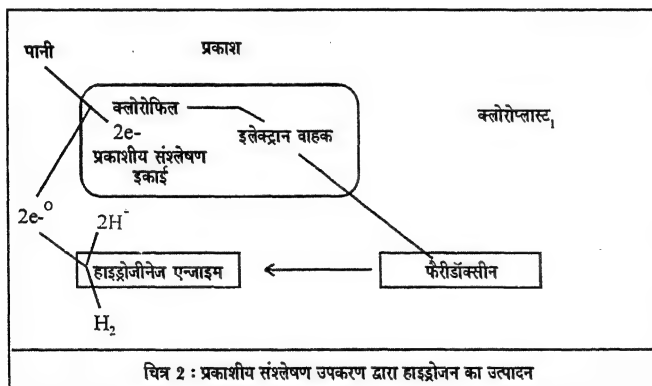 पानी
प्रकाश
क्लोरोफिल
2e-
इलेक्ट्रान वाहक
प्रकाशीय संश्लेषण
इकाई
क्लोरोप्लास्ट1
2e-O
2H-
हाइड्रोजीनेज एन्जाइम
फैरीडॉक्सीन
H2
चित्र 2 : प्रकाशीय संश्लेषण उपकरण द्वारा हाइड्रोजन का उत्पादन